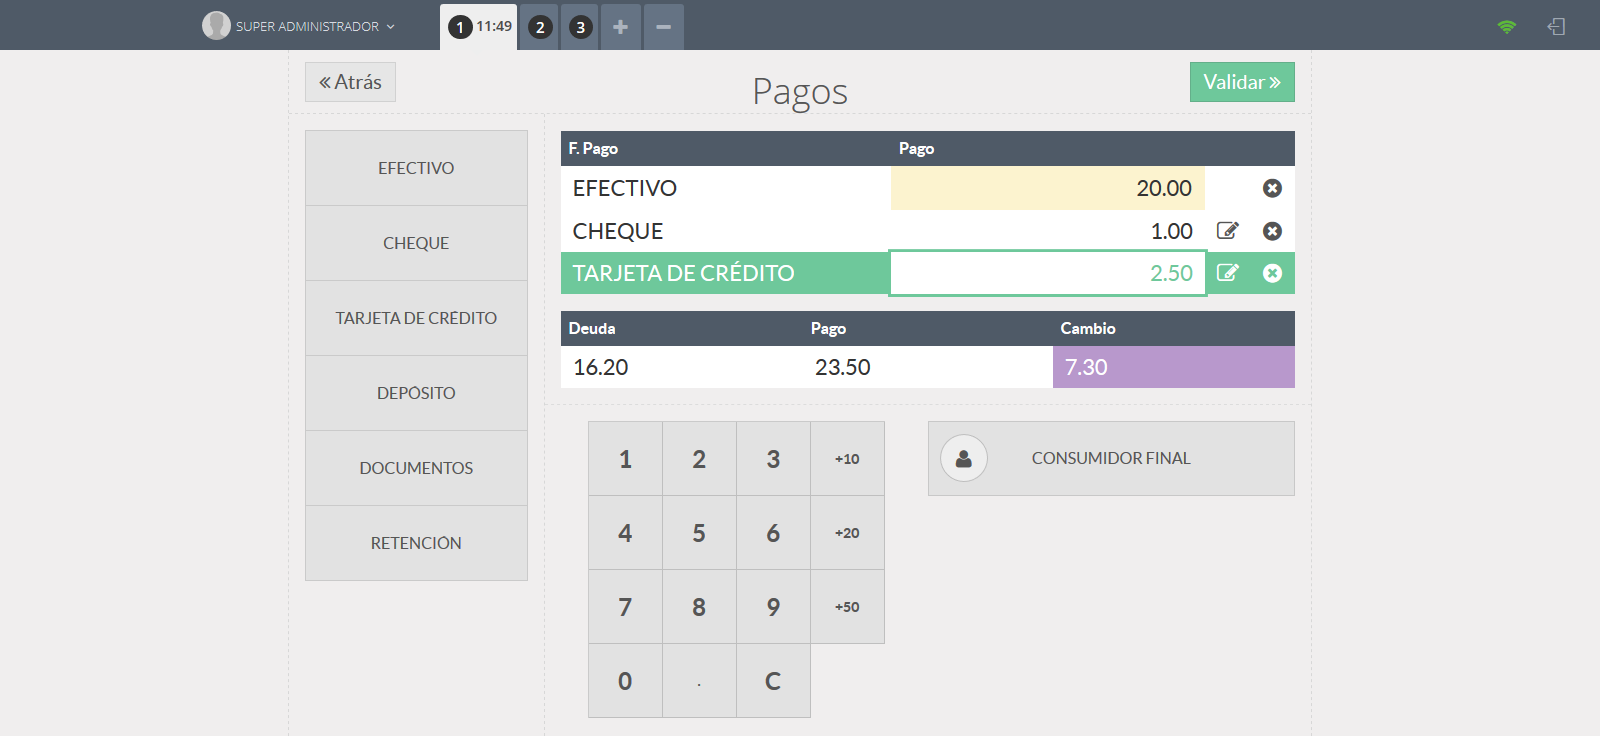 SUPER ADMINISTRADOR
1 11:49 2 3 + −
« Atrás
Pagos
Validar »
EFECTIVO
CHEQUE
TARJETA DE CRÉDITO
DEPÓSITO
DOCUMENTOS
RETENCIÓN
F. Pago Pago
EFECTIVO 20.00
CHEQUE 1.00
TARJETA DE CRÉDITO 2.50
Deuda Pago Cambio
16.20 23.50 7.30
1 2 3 +10
4 5 6 +20
7 8 9 +50
0 . C
CONSUMIDOR FINAL